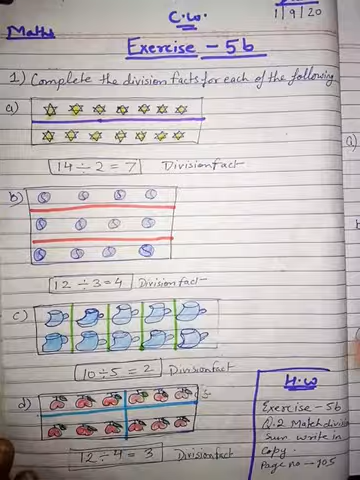 C.W.
1/9/20
Maths
Exercise - 5b
1) Complete the division facts for each of the following
a)
14 ÷ 2 = 7 Division fact
b)
12 ÷ 3 = 4 Division fact
c)
10 ÷ 5 = 2 Division fact
d)
12 ÷ 4 = 3 Division fact
H.W
Exercise - 5b
Q.2 Match division
sum write in
copy.
Page no - 105